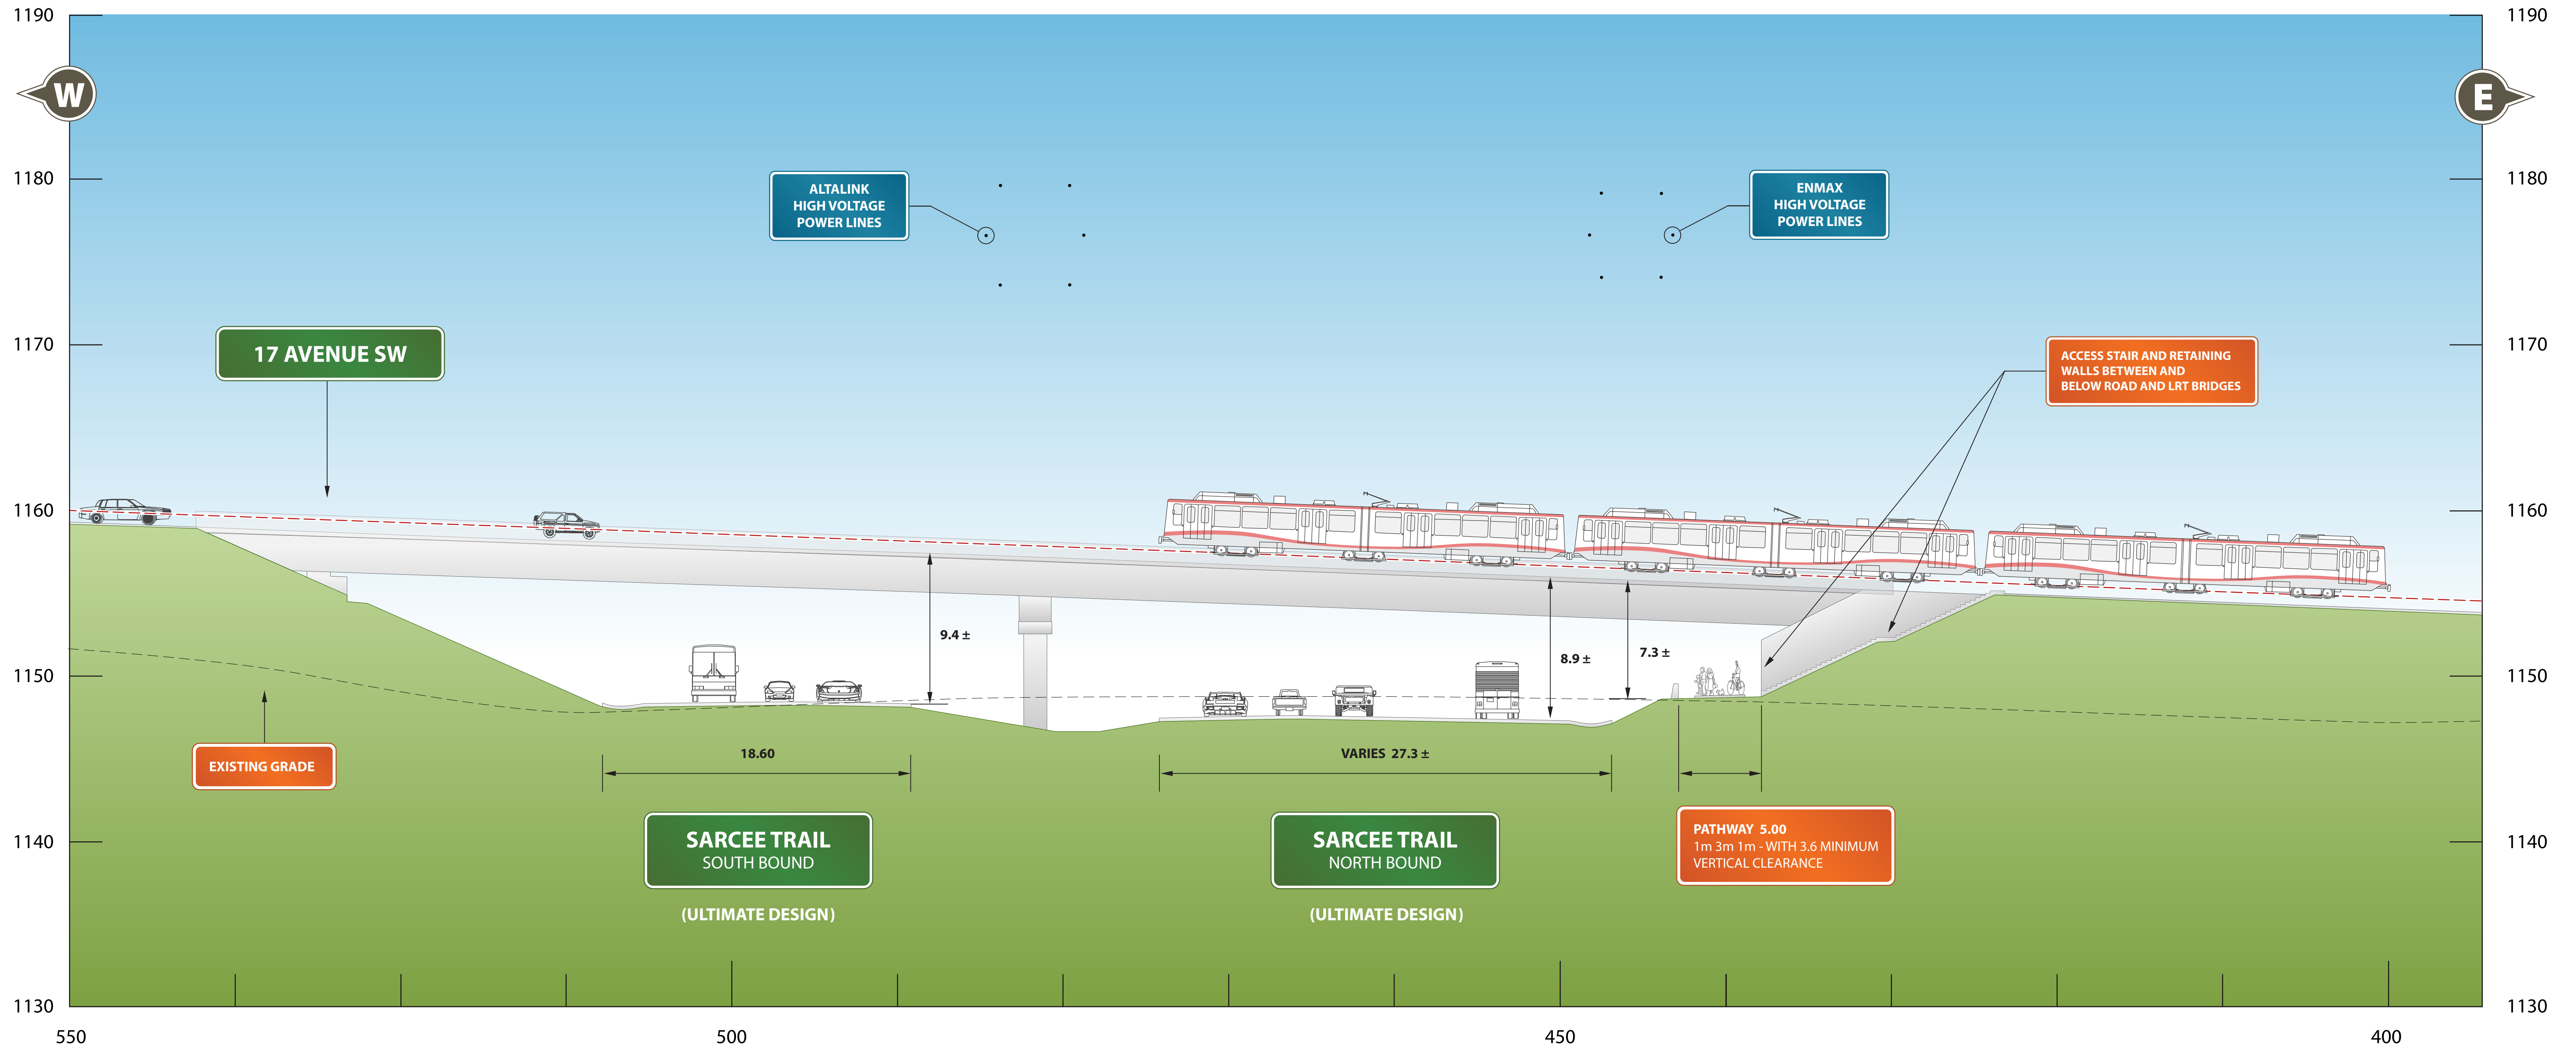 1190
1190
W
E
1180
ALTALINK
HIGH VOLTAGE
POWER LINES
ENMAX
HIGH VOLTAGE
POWER LINES
1180
1170
17 AVENUE SW
ACCESS STAIR AND RETAINING
WALLS BETWEEN AND
BELOW ROAD AND LRT BRIDGES
1170
1160
1160
9.4 ±
8.9 ±
7.3 ±
1150
1150
EXISTING GRADE
18.60
VARIES 27.3 ±
1140
SARCEE TRAIL
SOUTH BOUND
(ULTIMATE DESIGN)
SARCEE TRAIL
NORTH BOUND
(ULTIMATE DESIGN)
PATHWAY 5.00
1m 3m 1m - WITH 3.6 MINIMUM
VERTICAL CLEARANCE
1140
1130
1130
550
500
450
400